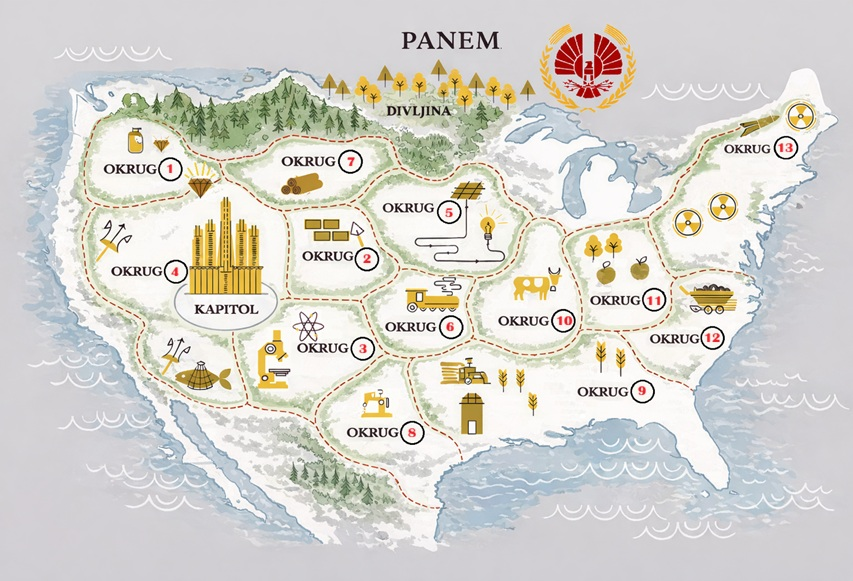 PANEM
DIVLJINA
OKRUG 13
OKRUG 7
OKRUG 1
OKRUG 5
OKRUG 2
OKRUG 4
OKRUG 11
KAPITOL
OKRUG 10
OKRUG 6
OKRUG 12
OKRUG 3
OKRUG 9
OKRUG 8